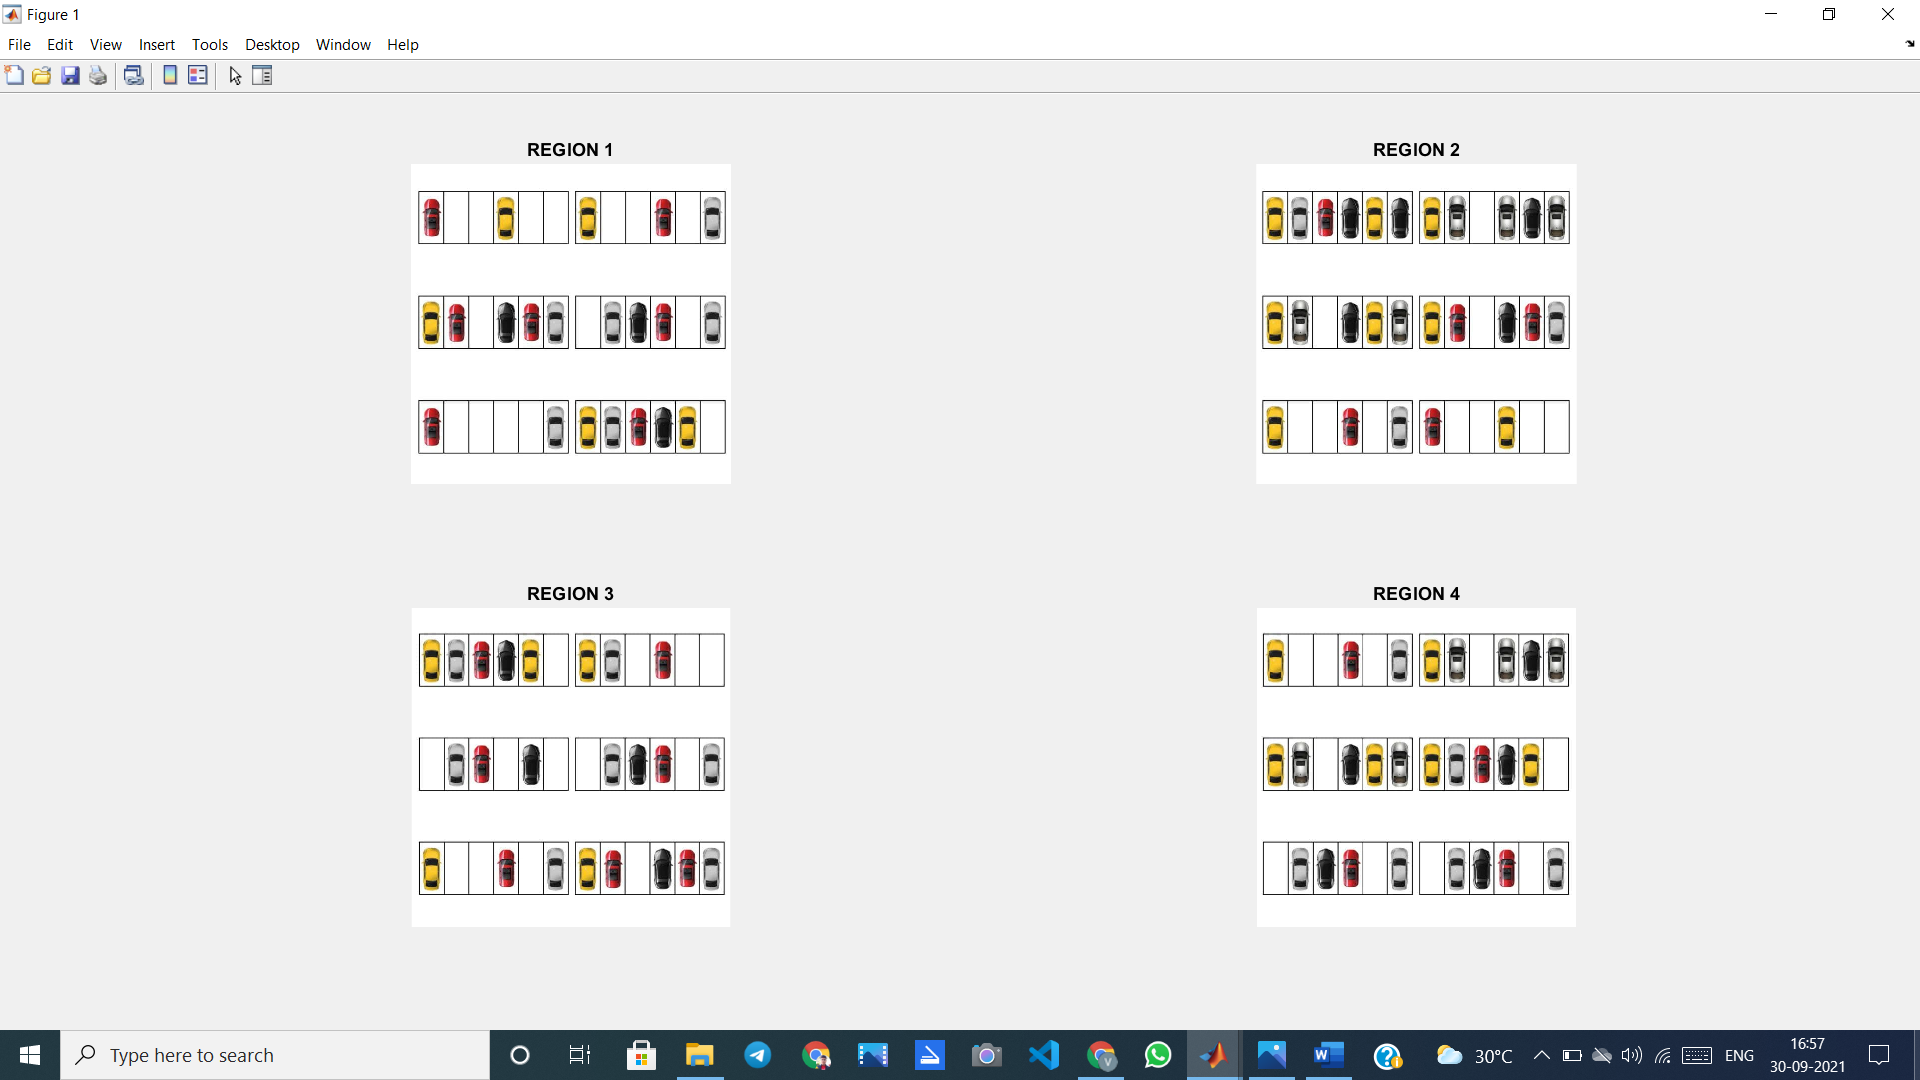 Figure 1
File Edit View Insert Tools Desktop Window Help
REGION 1
REGION 2
REGION 3
REGION 4
Type here to search
30°C
ENG
16:57
30-09-2021